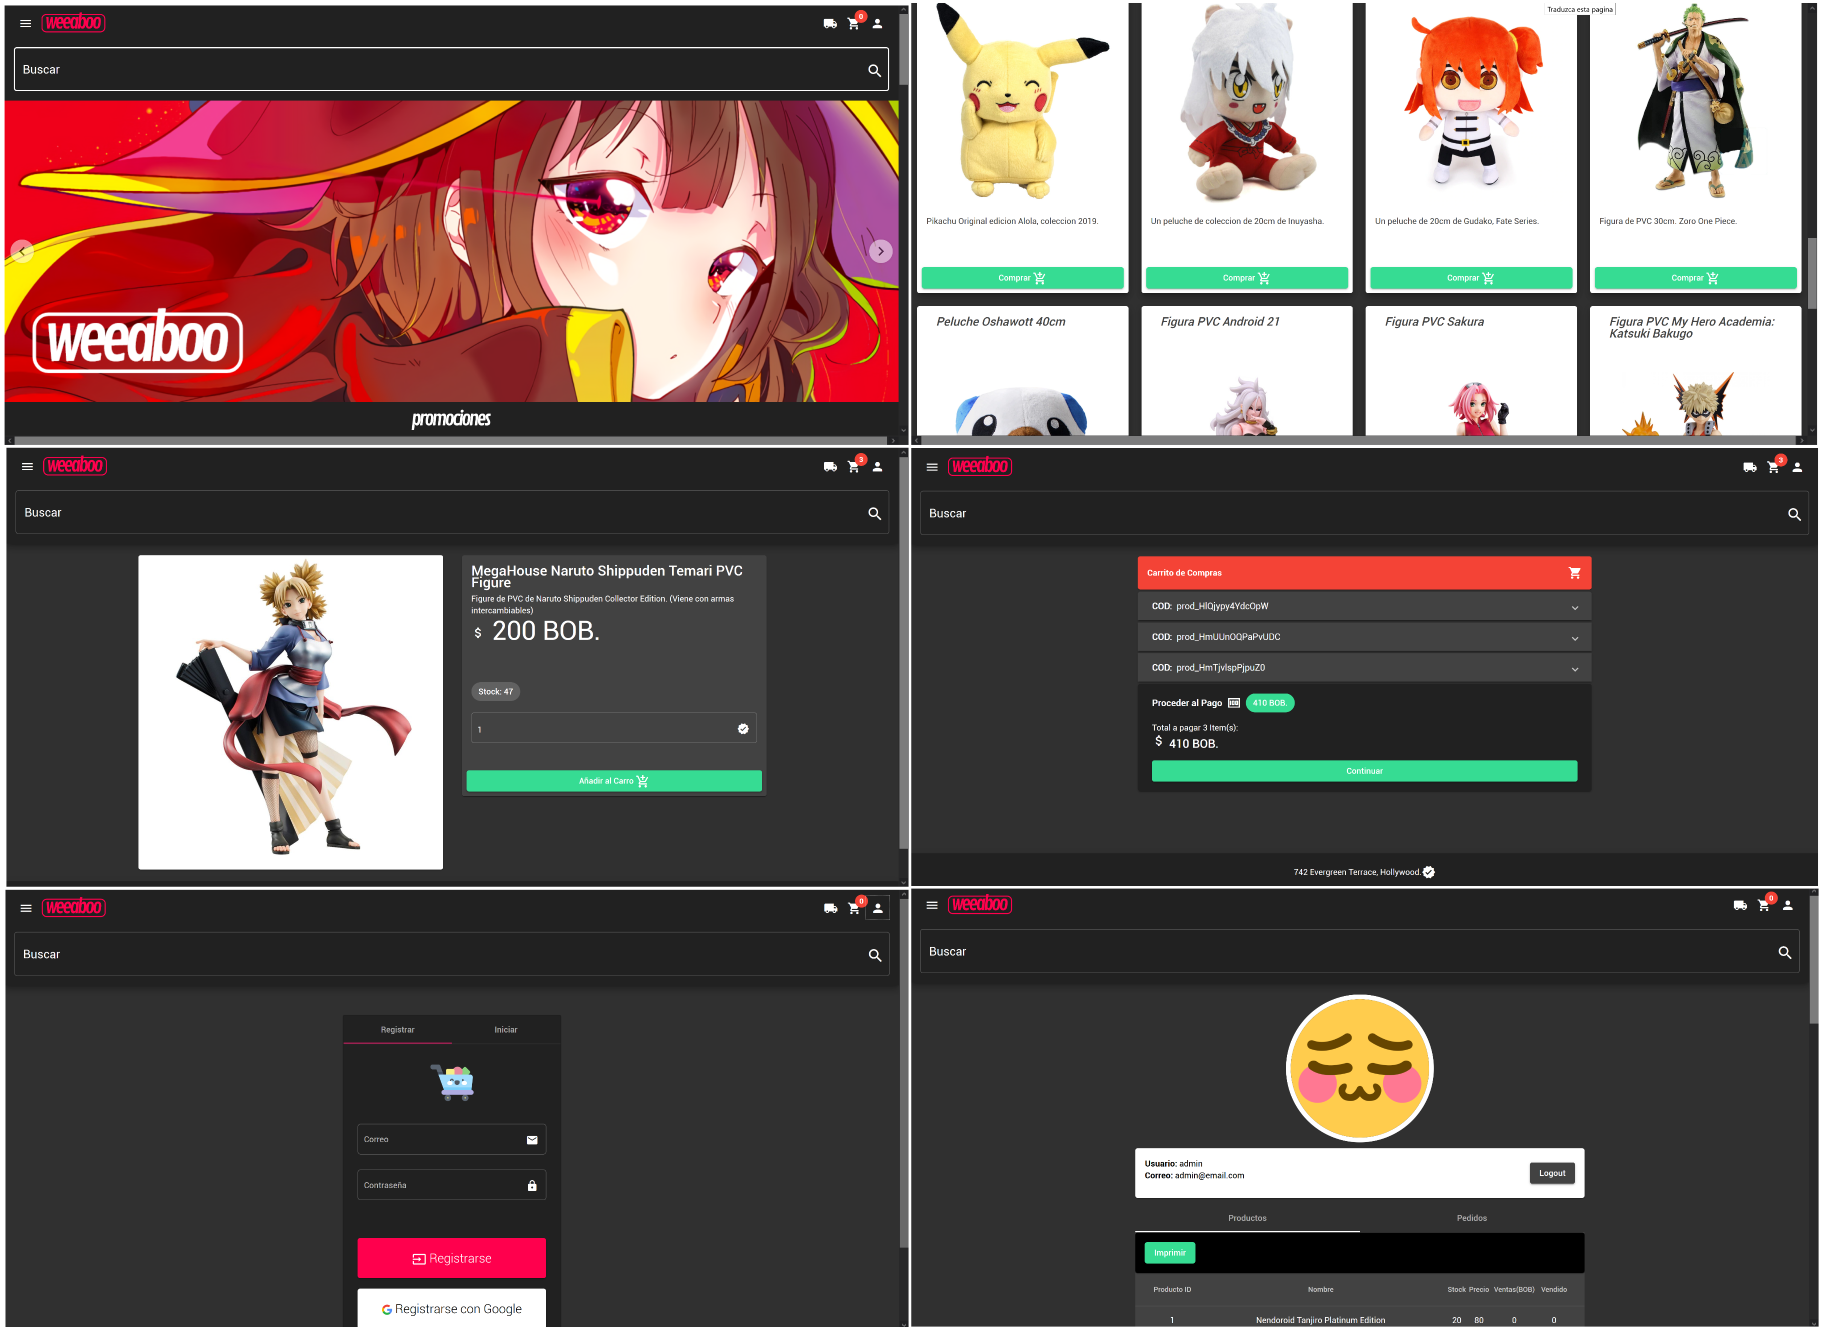 weeaboo
0
Buscar
weeaboo
promociones
Traduzca esta pagina
Pikachu Original edicion Alola, coleccion 2019.
Un peluche de coleccion de 20cm de Inuyasha.
Un peluche de 20cm de Gudako, Fate Series.
Figura de PVC 30cm. Zoro One Piece.
Comprar
Comprar
Comprar
Comprar
Peluche Oshawott 40cm
Figura PVC Android 21
Figura PVC Sakura
Figura PVC My Hero Academia:
Katsuki Bakugo
weeaboo
3
Buscar
MegaHouse Naruto Shippuden Temari PVC
Figure
Figure de PVC de Naruto Shippuden Collector Edition. (Viene con armas
intercambiables)
$ 200 BOB.
Stock: 47
1
Añadir al Carro
weeaboo
3
Buscar
Carrito de Compras
COD: prod_HlQjypy4YdcOpW
COD: prod_HmUUnOQPaPvUDC
COD: prod_HmTjvlspPjpuZ0
Proceder al Pago 410 BOB.
Total a pagar 3 Item(s):
$ 410 BOB.
Continuar
742 Evergreen Terrace, Hollywood.
weeaboo
0
Buscar
Registrar Iniciar
Correo
Contraseña
Registrarse
Registrarse con Google
weeaboo
0
Buscar
Usuario: admin
Correo: admin@email.com
Logout
Productos Pedidos
Imprimir
Producto ID Nombre Stock Precio Ventas(BOB) Vendido
1 Nendoroid Tanjiro Platinum Edition 20 80 0 0